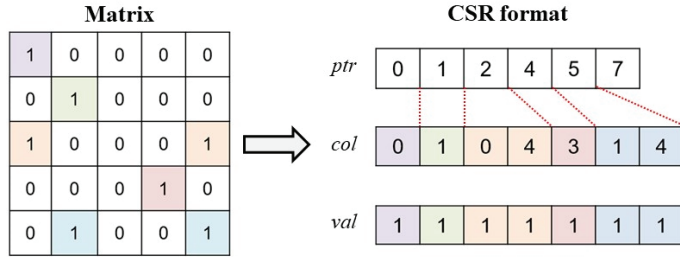 Matrix
1 0 0 0 0
0 1 0 0 0
1 0 0 0 1
0 0 0 1 0
0 1 0 0 1
CSR format
ptr 0 1 2 4 5 7
col 0 1 0 4 3 1 4
val 1 1 1 1 1 1 1